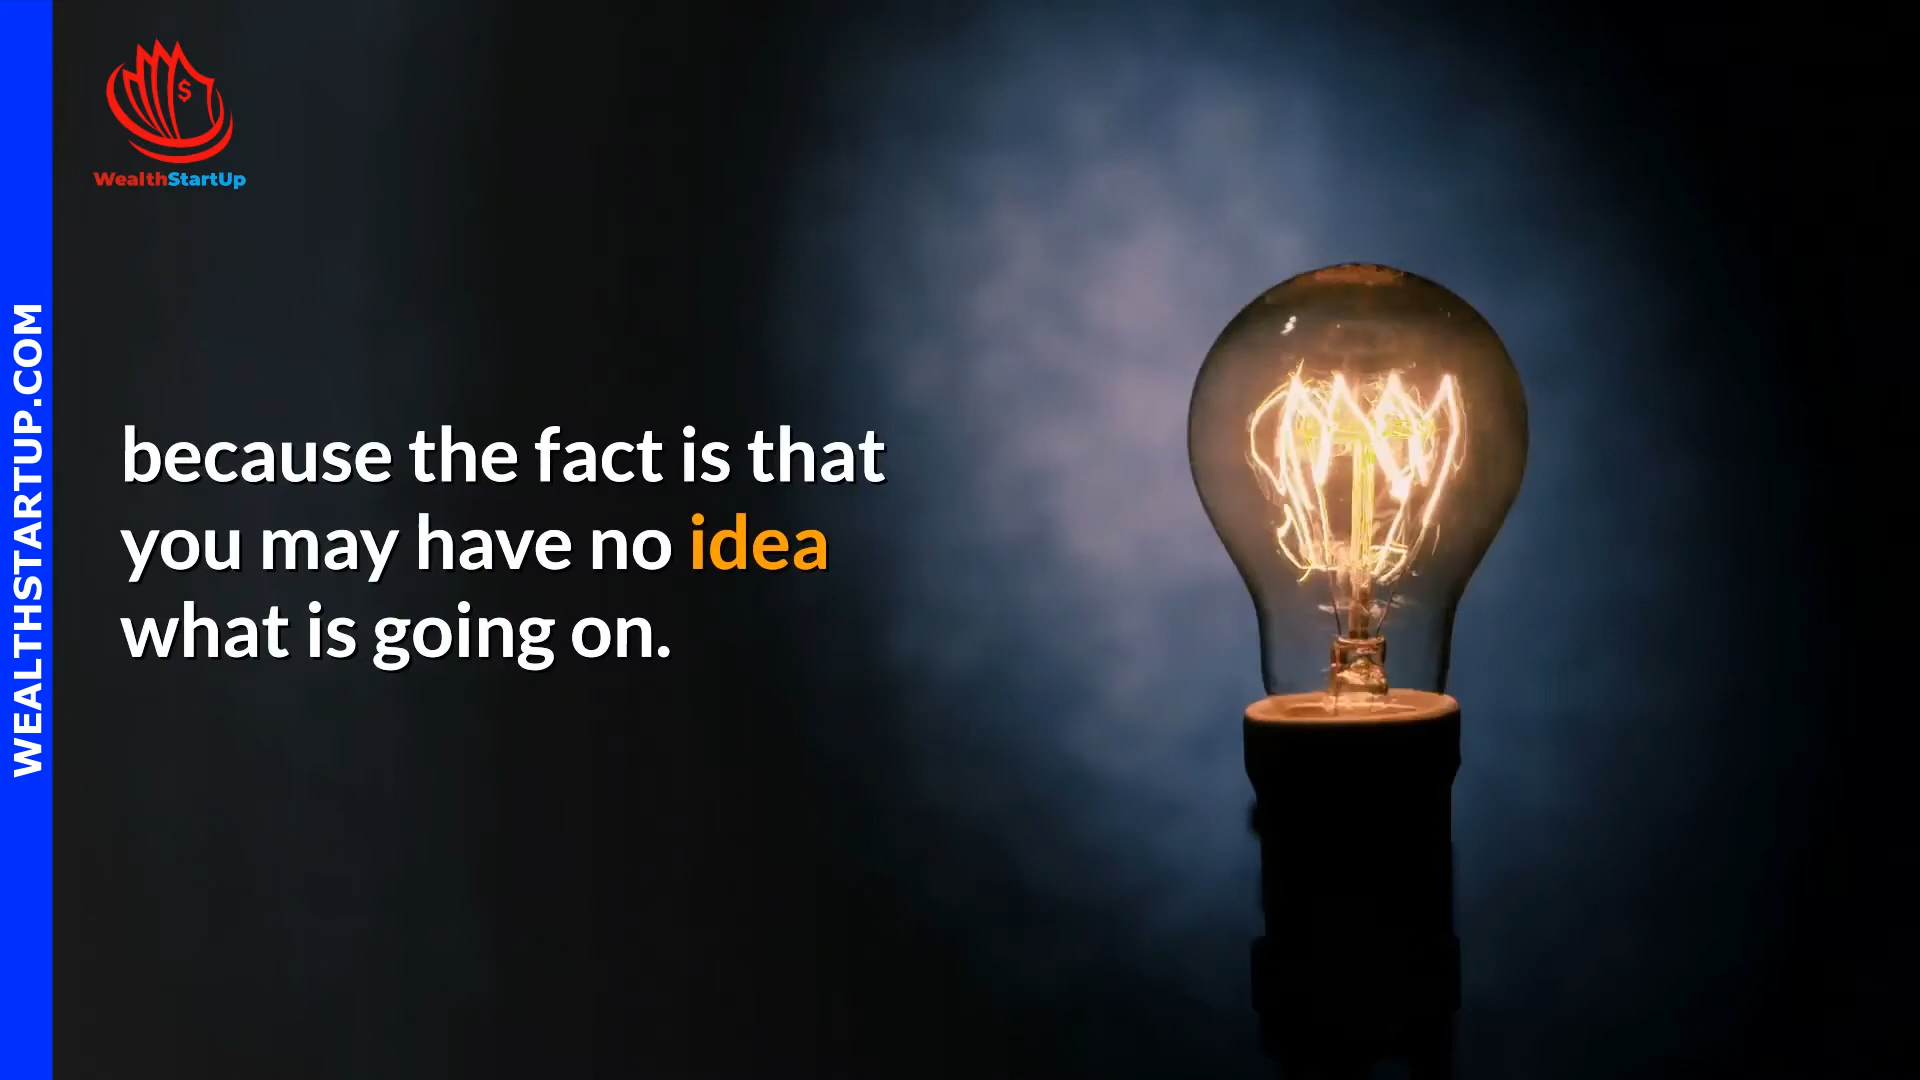 $
WealthStartUp
WEALTHSTARTUP.COM
because the fact is that
you may have no idea
what is going on.